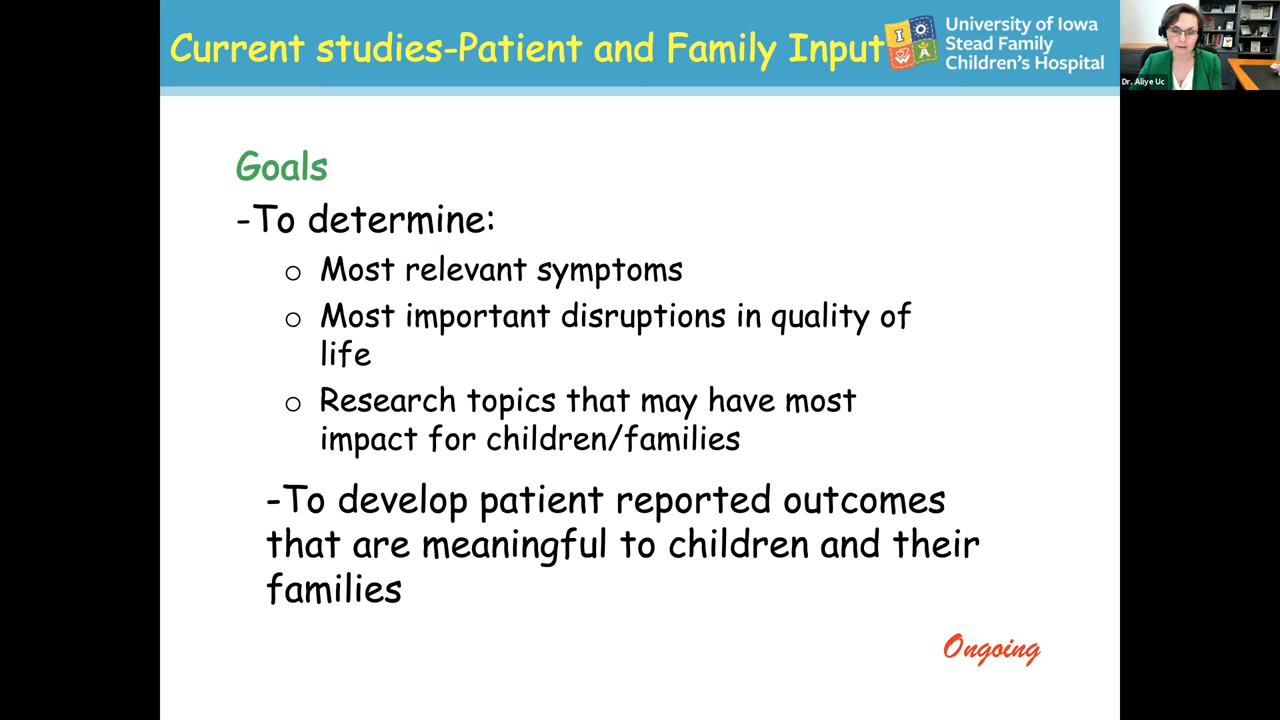 Current studies-Patient and Family Input
University of Iowa
Stead Family
Children's Hospital
Dr. Aliye Uc
Goals
-To determine:
o Most relevant symptoms
o Most important disruptions in quality of
life
o Research topics that may have most
impact for children/families
-To develop patient reported outcomes
that are meaningful to children and their
families
Ongoing